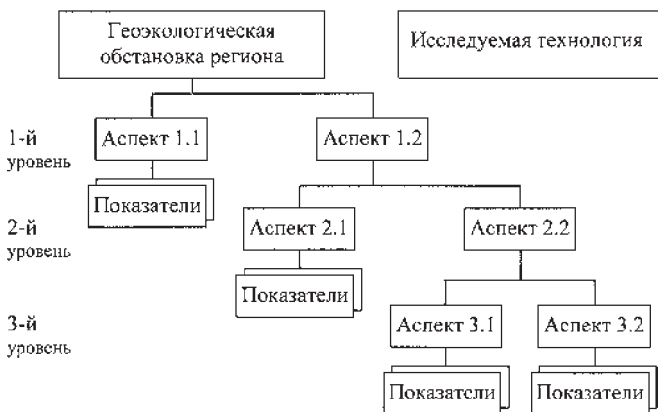 Геоэкологическая
обстановка региона
Исследуемая технология
1-й
уровень
Аспект 1.1
Аспект 1.2
Показатели
2-й
уровень
Аспект 2.1
Аспект 2.2
Показатели
3-й
уровень
Аспект 3.1
Аспект 3.2
Показатели
Показатели